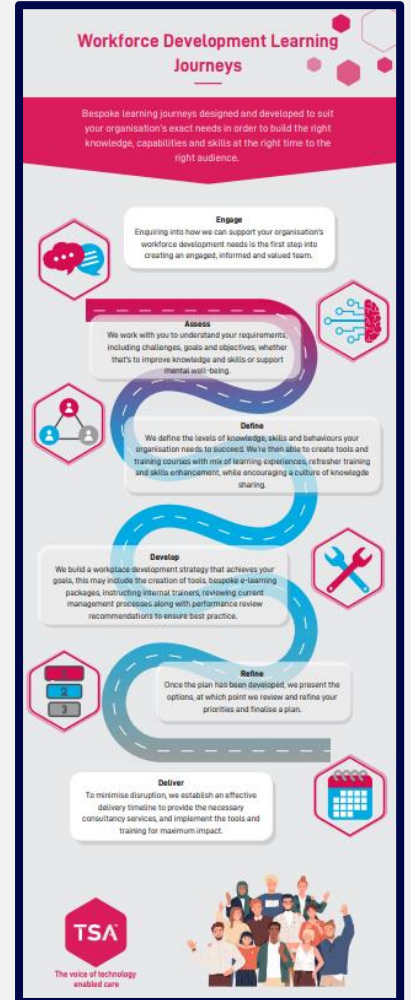 Workforce Development Learning
Journeys
Bespoke learning journeys designed and developed to suit
your organisation's exact needs in order to build the right
knowledge, capabilities and skills at the right time to the
right audience.
Engage
Enquiring into how we can support your organisation's
workforce development needs is the first step into
creating an engaged, informed and valued team.
Assess
We work with you to understand your requirements,
including challenges, goals and objectives, whether
that's to improve knowledge and skills or support
mental well-being.
Define
We define the levels of knowledge, skills and behaviours your
organisation needs to succeed. We're then able to create tools and
training courses with mix of learning experiences, refresher training
and skills enhancement, while encouraging a culture of knowlegde
sharing.
Develop
We build a workplace development strategy that achieves your
goals, this may include the creation of tools, bespoke e-learning
packages, instructing internal trainers, reviewing current
management processes along with performance review
recommendations to ensure best practice.
1
2
3
Refine
Once the plan has been developed, we present the
options, at which point we review and refine your
priorities and finalise a plan.
Deliver
To minimise disruption, we establish an effective
delivery timeline to provide the necessary
consultancy services, and implement the tools and
training for maximum impact.
TSA
The voice of technology
enabled care